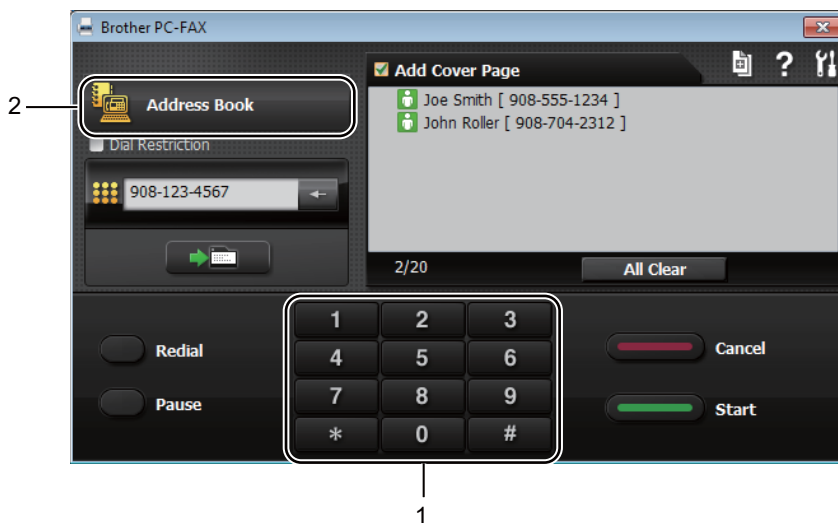 Brother PC-FAX
2
Address Book
Dial Restriction
908-123-4567
Add Cover Page
?
Joe Smith [ 908-555-1234 ]
John Roller [ 908-704-2312 ]
2/20
All Clear
Redial
Pause
1 2 3
4 5 6
7 8 9
* 0 #
Cancel
Start
1